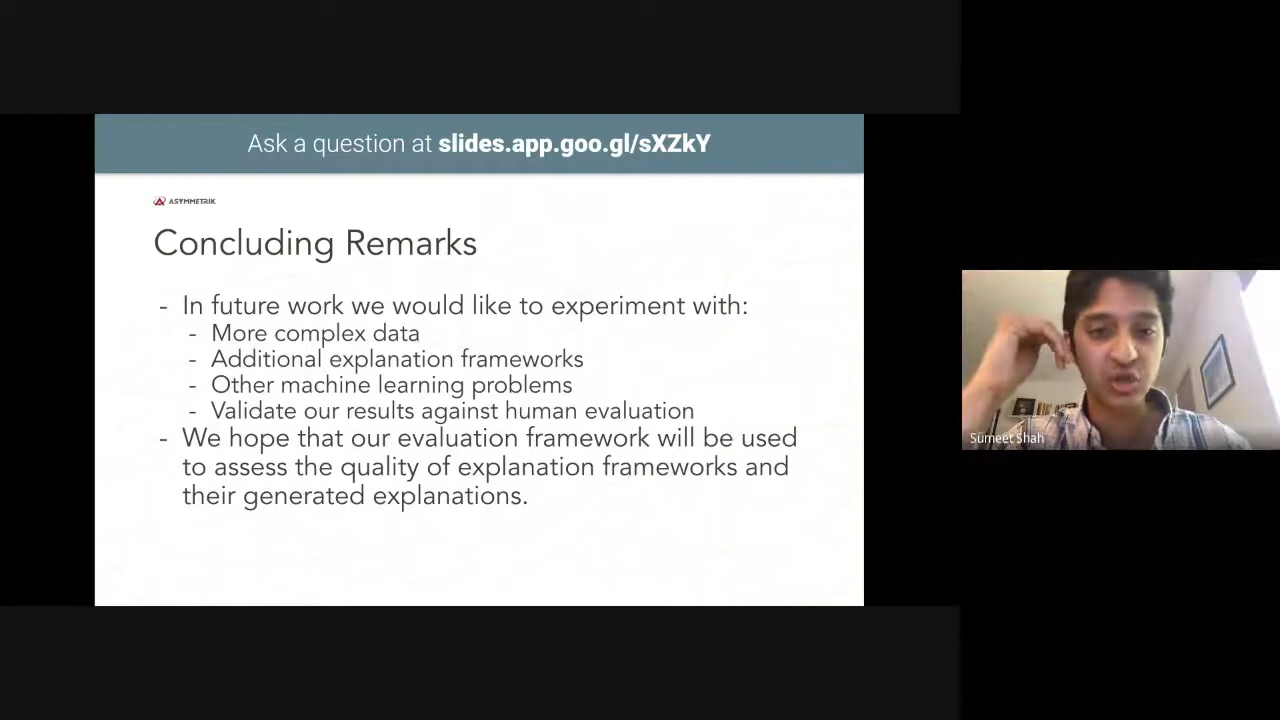 Ask a question at slides.app.goo.gl/sXZkY
ASYMMETRIK
Concluding Remarks
- In future work we would like to experiment with:
- More complex data
- Additional explanation frameworks
- Other machine learning problems
- Validate our results against human evaluation
- We hope that our evaluation framework will be used
to assess the quality of explanation frameworks and
their generated explanations.
Sumeet Shah